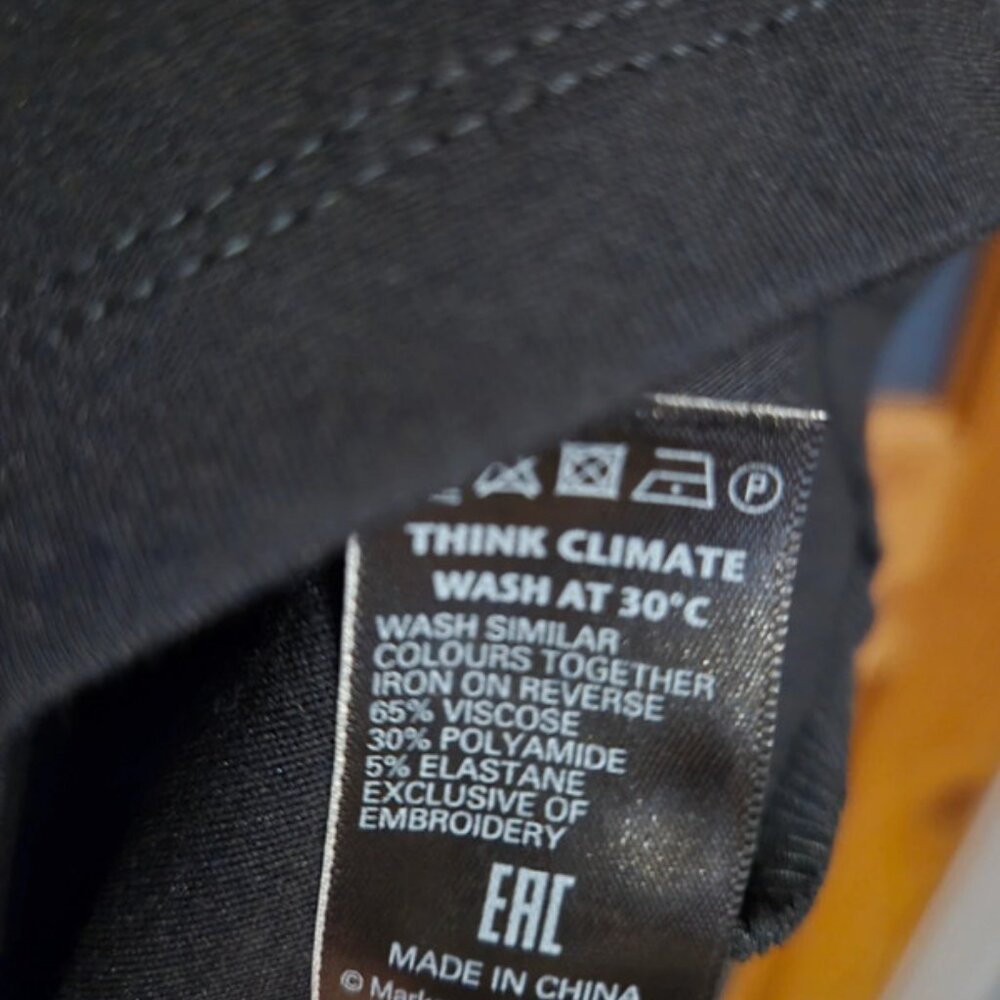 P
THINK CLIMATE
WASH AT 30°C
WASH SIMILAR
COLOURS TOGETHER
IRON ON REVERSE
65% VISCOSE
30% POLYAMIDE
5% ELASTANE
EXCLUSIVE OF
EMBROIDERY
EAC
MADE IN CHINA
©